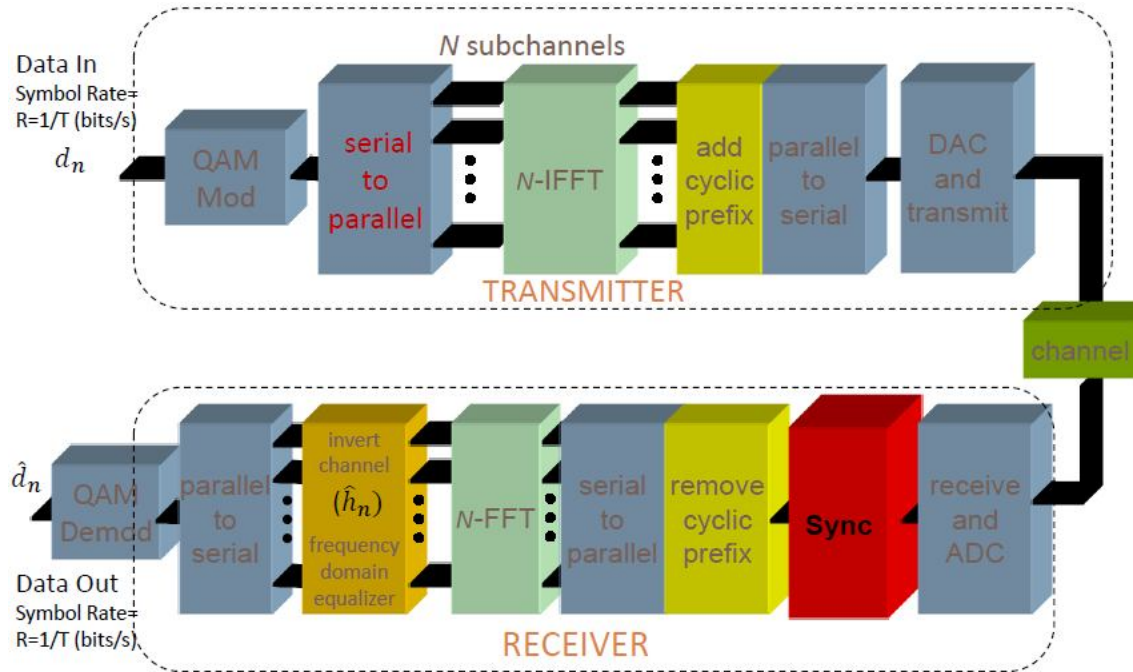 N subchannels
Data In
Symbol Rate=
R=1/T (bits/s)
d_n
QAM
Mod
serial
to
parallel
N-IFFT
add
cyclic
prefix
parallel
to
serial
DAC
and
transmit
TRANSMITTER
channel
d̂_n
QAM
Demod
parallel
to
serial
invert
channel
(ĥ_n)
frequency
domain
equalizer
N-FFT
serial
to
parallel
remove
cyclic
prefix
Sync
receive
and
ADC
Data Out
Symbol Rate=
R=1/T (bits/s)
RECEIVER